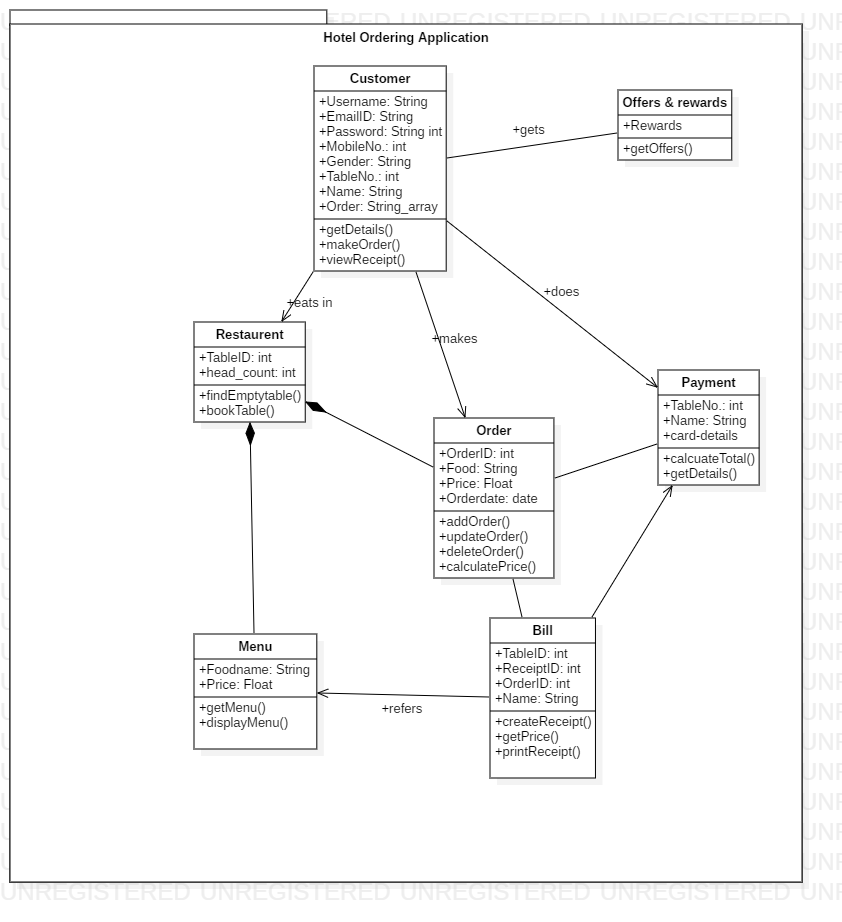 Hotel Ordering Application
Customer
+Username: String
+EmailID: String
+Password: String int
+MobileNo.: int
+Gender: String
+TableNo.: int
+Name: String
+Order: String_array
+getDetails()
+makeOrder()
+viewReceipt()
Offers & rewards
+Rewards
+getOffers()
+gets
+does
+eats in
+makes
Restaurent
+TableID: int
+head_count: int
+findEmptytable()
+bookTable()
Payment
+TableNo.: int
+Name: String
+card-details
+calcuateTotal()
+getDetails()
Order
+OrderID: int
+Food: String
+Price: Float
+Orderdate: date
+addOrder()
+updateOrder()
+deleteOrder()
+calculatePrice()
Menu
+Foodname: String
+Price: Float
+getMenu()
+displayMenu()
+refers
Bill
+TableID: int
+ReceiptID: int
+OrderID: int
+Name: String
+createReceipt()
+getPrice()
+printReceipt()
UNREGISTERED UNREGISTERED UNREGISTERED UNREGISTERED